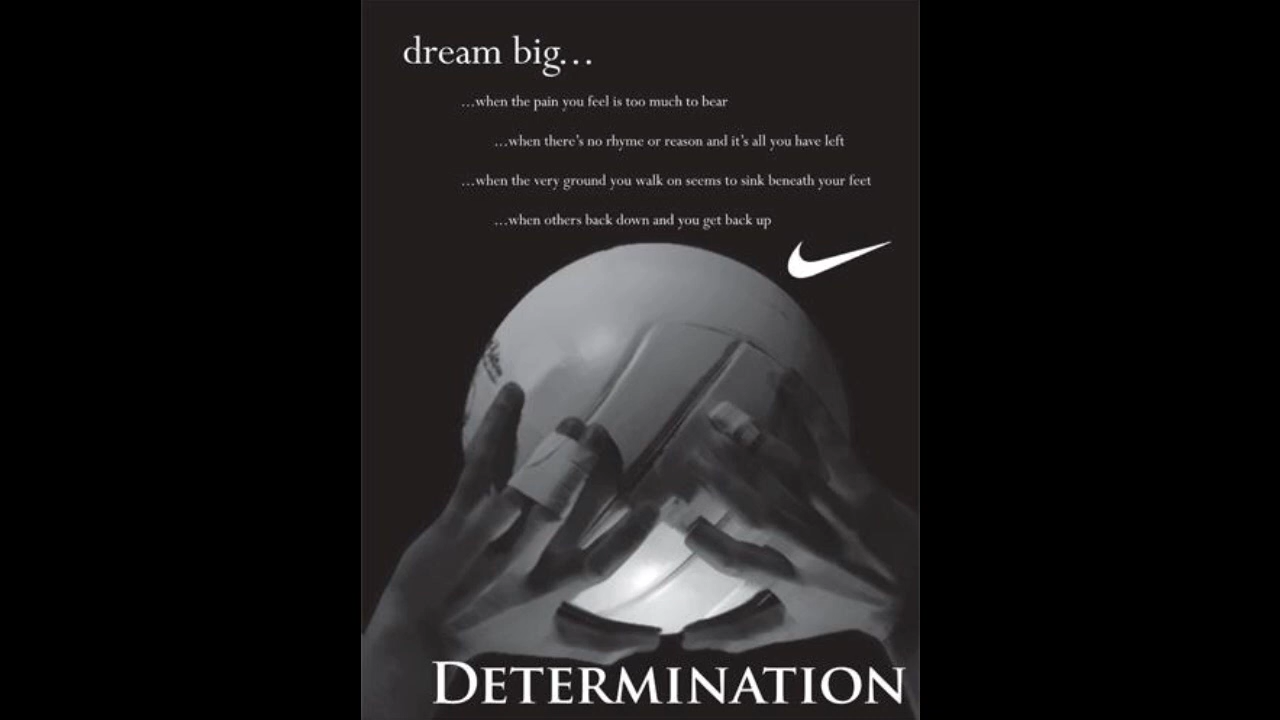 dream big...
...when the pain you feel is too much to bear
...when there's no rhyme or reason and it's all you have left
...when the very ground you walk on seems to sink beneath your feet
...when others back down and you get back up
DETERMINATION